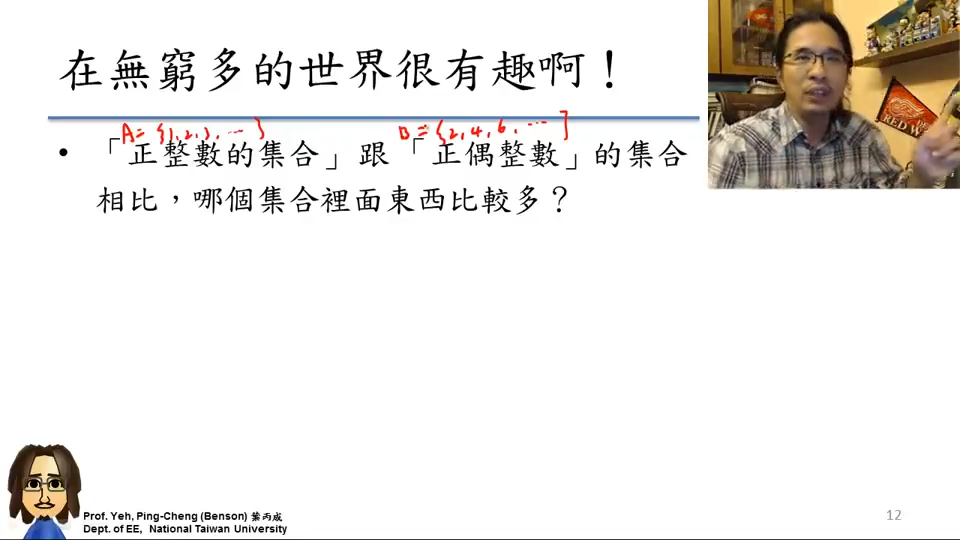 在無窮多的世界很有趣啊！
A={1,2,3,...}
B={2,4,6,...]
• 「正整數的集合」跟「正偶整數」的集合
相比，哪個集合裡面東西比較多？
RED W
Prof. Yeh, Ping-Cheng (Benson) 葉丙成
Dept. of EE, National Taiwan University
12